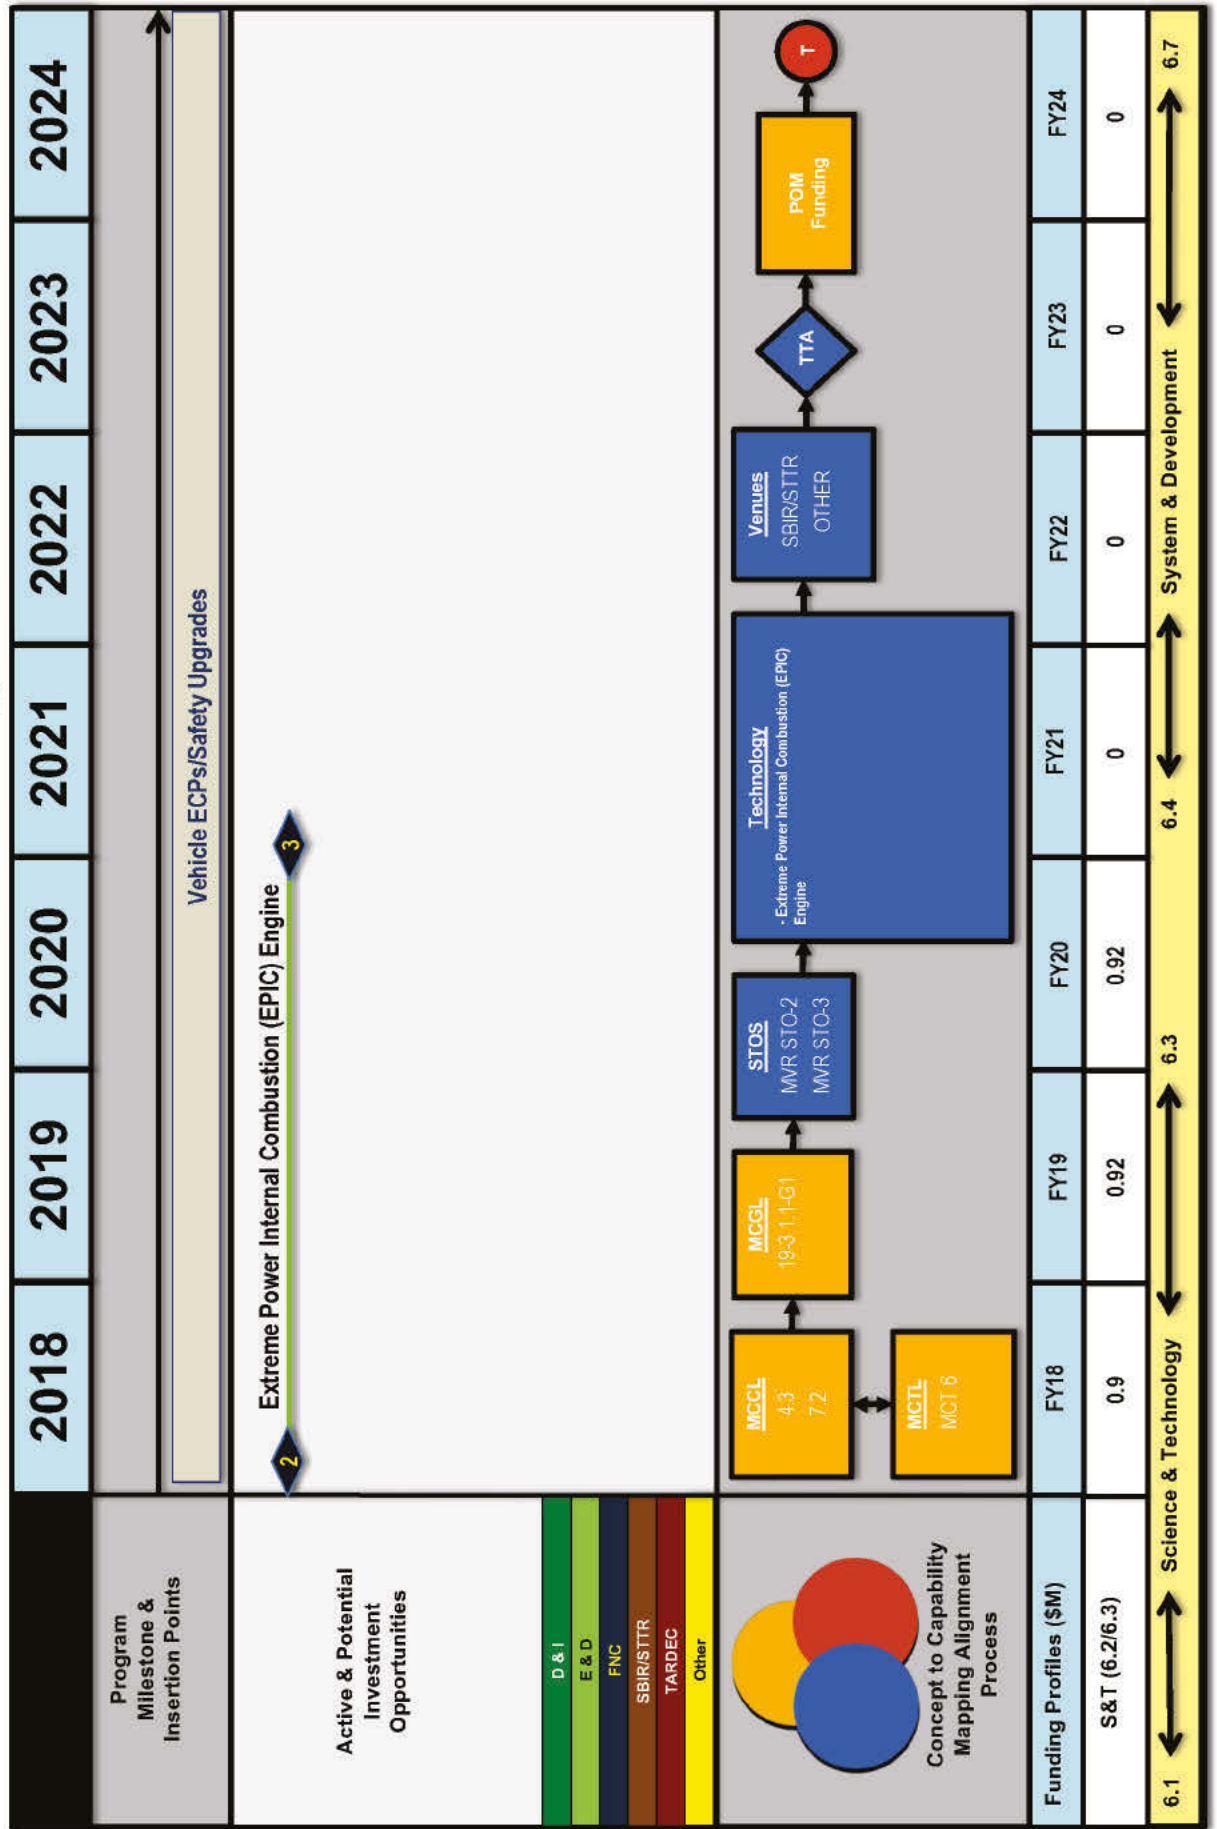 2018 2019 2020 2021 2022 2023 2024
Program
Milestone &
Insertion Points
Vehicle ECPs/Safety Upgrades
Active & Potential
Investment
Opportunities
Extreme Power Internal Combustion (EPIC) Engine
2
3
D & I
E & D
FNC
SBIR/STTR
TARDEC
Other
Concept to Capability
Mapping Alignment
Process
MCCL
4.3
7.2
MCTL
MCT 6
MCGL
19-3.1.1-G1
STOS
MVR STO-2
MVR STO-3
Technology
- Extreme Power Internal Combustion (EPIC)
Engine
Venues
SBIR/STTR
OTHER
TTA
POM
Funding
T
Funding Profiles ($M) FY18 FY19 FY20 FY21 FY22 FY23 FY24
S&T (6.2/6.3) 0.9 0.92 0.92 0 0 0 0
6.1 Science & Technology 6.3 6.4 System & Development 6.7